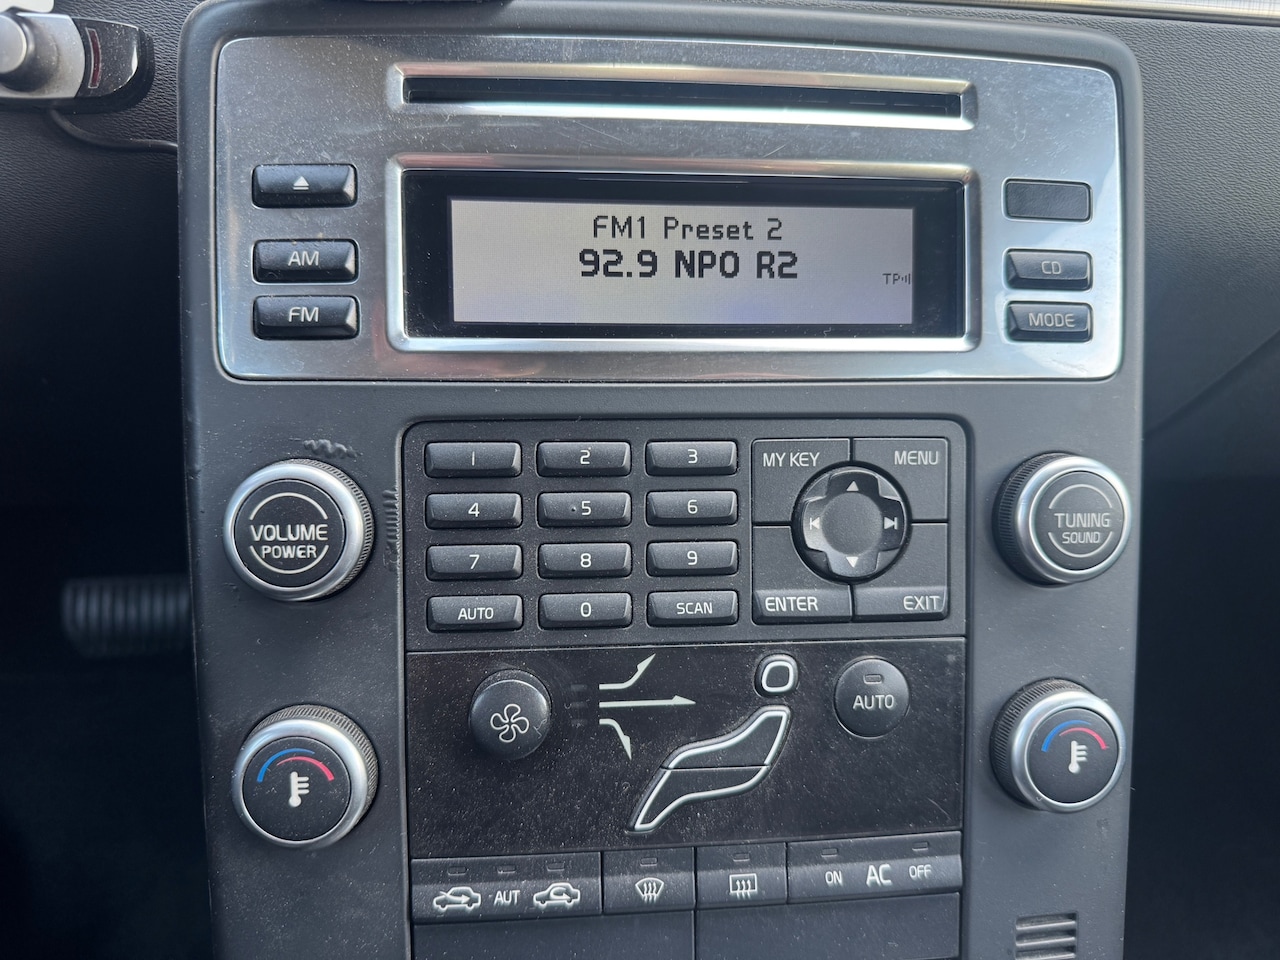 FM1 Preset 2
92.9 NPO R2
TP
AM
FM
CD
MODE
VOLUME
POWER
1 2 3
4 5 6
7 8 9
AUTO 0 SCAN
MY KEY MENU
ENTER EXIT
TUNING
SOUND
AUTO
AUT
ON AC OFF